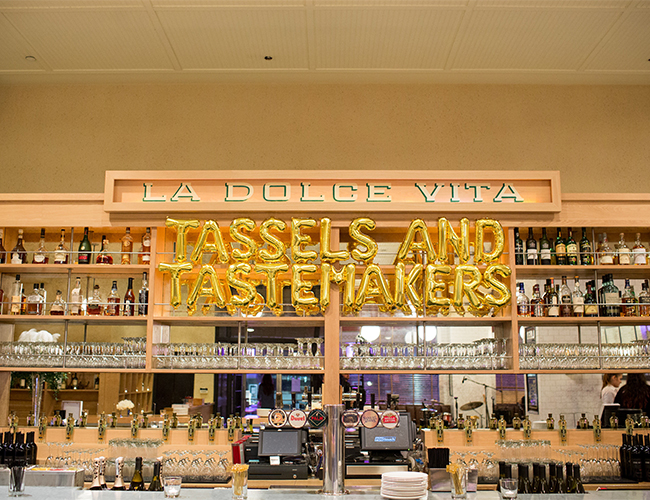 LA DOLCE VITA
TASSELS AND
TASTEMAKERS